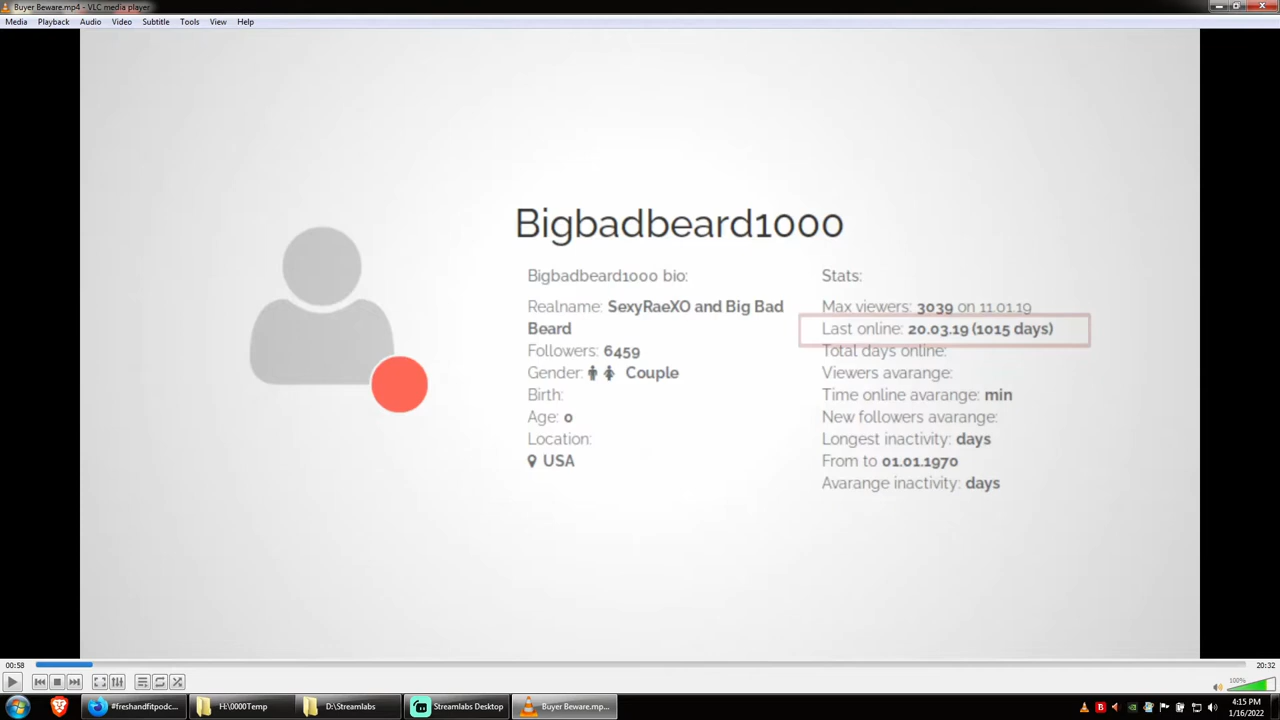 Buyer Beware.mp4 - VLC media player
Media Playback Audio Video Subtitle Tools View Help
Bigbadbeard1000
Bigbadbeard1000 bio:
Realname: SexyRaeXO and Big Bad
Beard
Followers: 6459
Gender: Couple
Birth:
Age: 0
Location:
USA
Stats:
Max viewers: 3039 on 11.01.19
Last online: 20.03.19 (1015 days)
Total days online:
Viewers avarange:
Time online avarange: min
New followers avarange:
Longest inactivity: days
From to 01.01.1970
Avarange inactivity: days
00:58
20:32
100%
#freshandfitpodc...
H:\0000Temp
D:\Streamlabs
Streamlabs Desktop
Buyer Beware.mp...
4:15 PM
1/16/2022